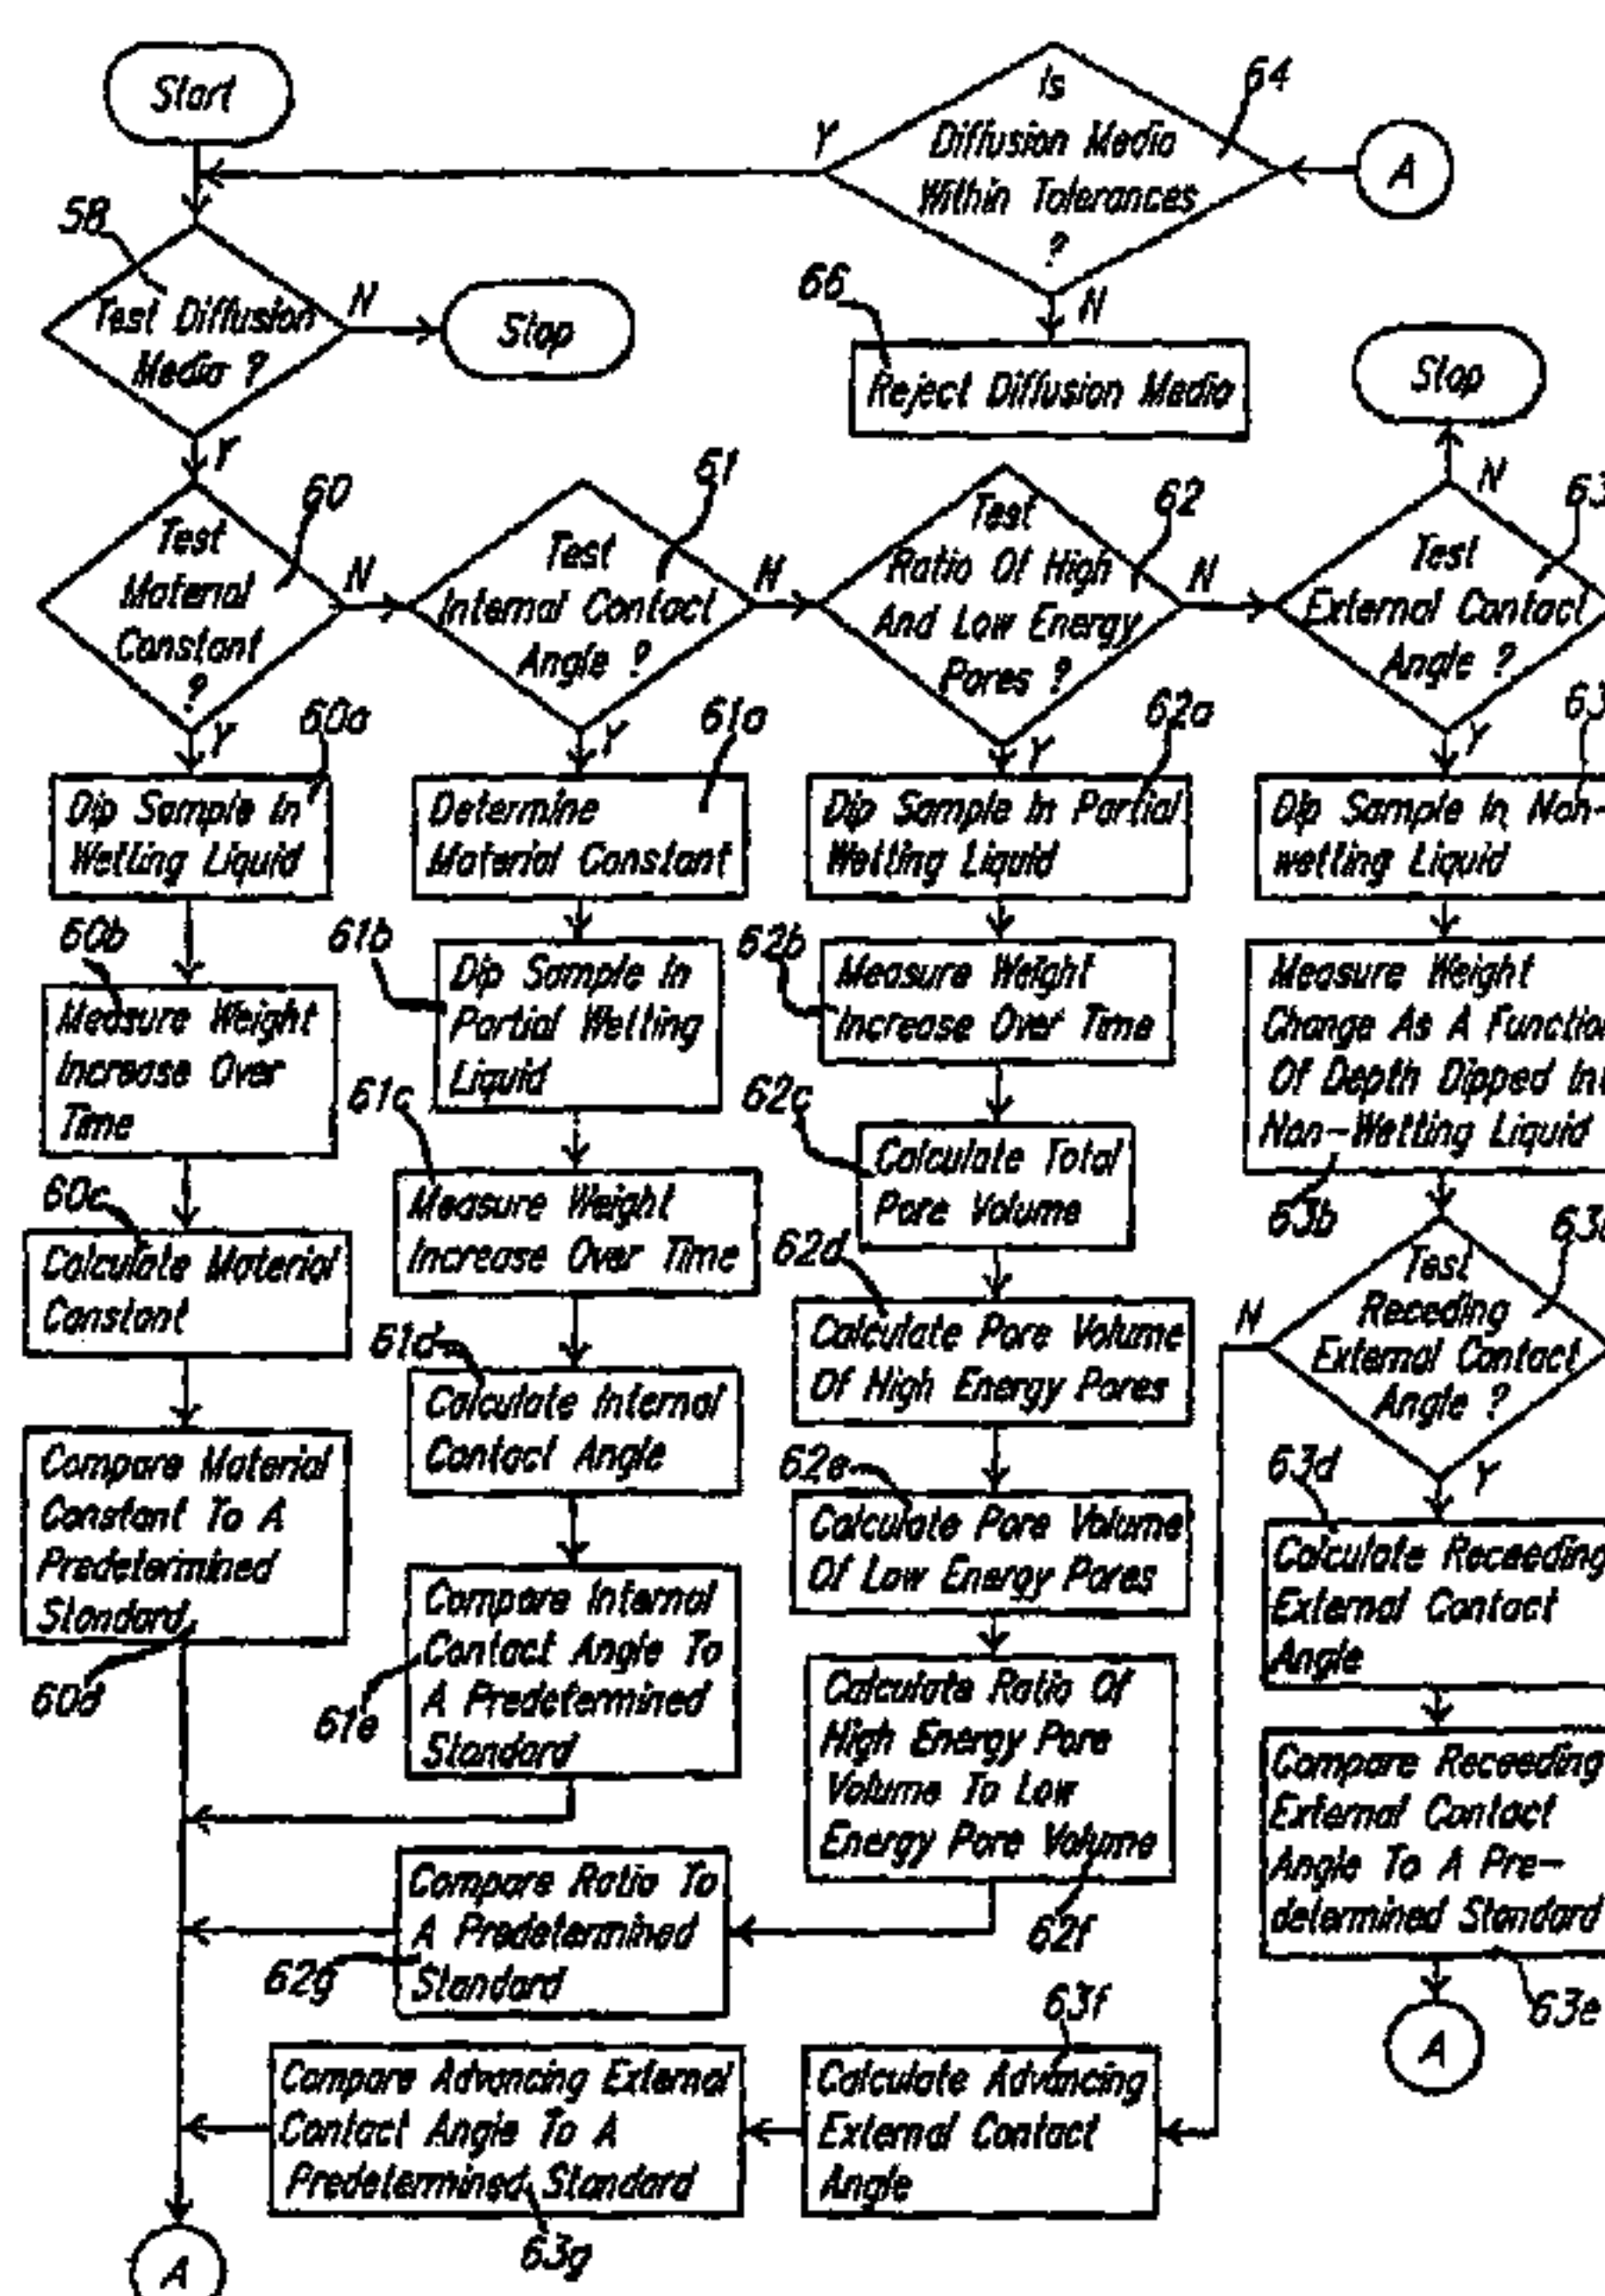 Start
Is
Diffusion Media
Within Tolerances
?
64
A
Y
N
58
Test Diffusion
Media ?
N
Stop
Y
66
Reject Diffusion Media
Stop
N
60
Test
Material
Constant
?
N
Y
61
Test
Internal Contact
Angle ?
N
Y
62
Test
Ratio Of High
And Low Energy
Pores ?
N
Y
63
Test
External Contact
Angle ?
Y
60a
Dip Sample In
Wetting Liquid
60b
Measure Weight
Increase Over
Time
60c
Calculate Material
Constant
Compare Material
Constant To A
Predetermined
Standard
60d
61a
Determine
Material Constant
61b
Dip Sample In
Partial Wetting
Liquid
61c
Measure Weight
Increase Over Time
61d
Calculate Internal
Contact Angle
Compare Internal
Contact Angle To
A Predetermined
Standard
61e
62a
Dip Sample In Partial
Wetting Liquid
62b
Measure Weight
Increase Over Time
62c
Calculate Total
Pore Volume
62d
Calculate Pore Volume
Of High Energy Pores
62e
Calculate Pore Volume
Of Low Energy Pores
Calculate Ratio Of
High Energy Pore
Volume To Low
Energy Pore Volume
62f
Compare Ratio To
A Predetermined
Standard
62g
63
Dip Sample In Non-
wetting Liquid
Measure Weight
Change As A Function
Of Depth Dipped
Non-Wetting Liquid
63b
Test
Receding
External Contact
Angle ?
N
Y
63d
Calculate Receeding
External Contact
Angle
Compare Receeding
External Contact
Angle To A Pre-
determined Standard
63e
A
63f
Calculate Advancing
External Contact
Angle
Compare Advancing External
Contact Angle To A
Predetermined Standard
63g
A